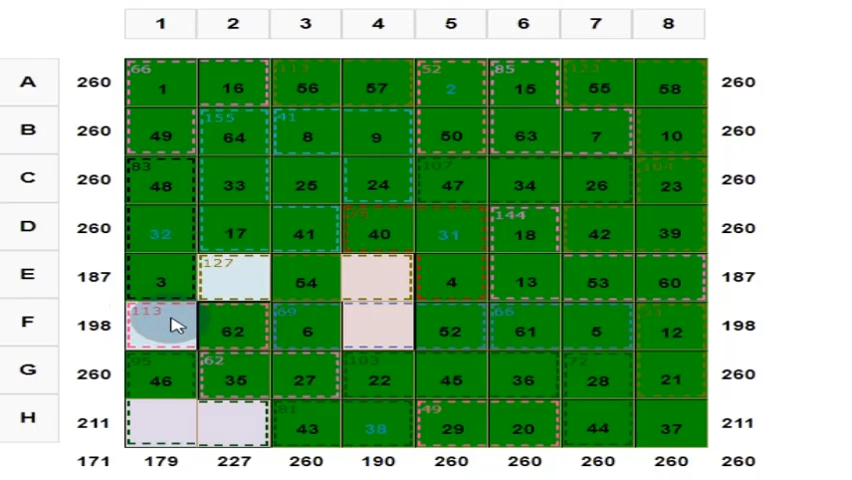 1 2 3 4 5 6 7 8
66 113 52 85 123
A 260 1 16 56 57 2 15 55 58 260
155 41
B 260 49 64 8 9 50 63 7 10 260
83 107 104
C 260 48 33 25 24 47 34 26 23 260
144
D 260 32 17 41 40 31 18 42 39 260
127
E 187 3 54 4 13 53 60 187
113 69 66
F 198 62 6 52 61 5 12 198
95 62 103 72
G 260 46 35 27 22 45 36 28 21 260
81 49
H 211 43 38 29 20 44 37 211
171 179 227 260 190 260 260 260 260 260